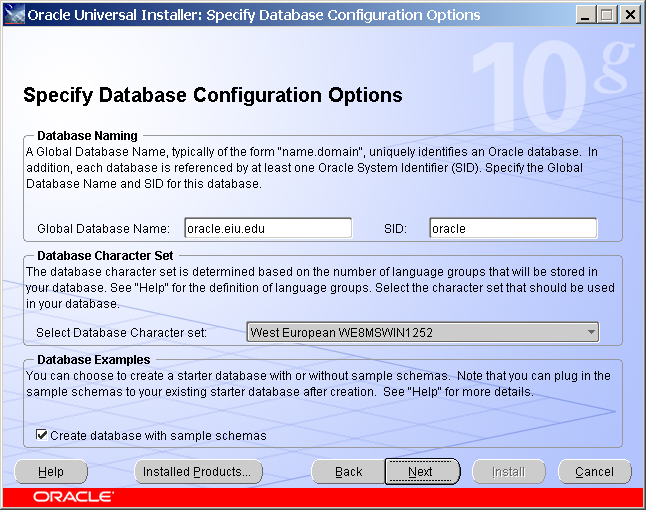 Oracle Universal Installer: Specify Database Configuration Options
10g
Specify Database Configuration Options
Database Naming
A Global Database Name, typically of the form "name.domain", uniquely identifies an Oracle database. In
addition, each database is referenced by at least one Oracle System Identifier (SID). Specify the Global
Database Name and SID for this database.
Global Database Name: oracle.eiu.edu SID: oracle
Database Character Set
The database character set is determined based on the number of language groups that will be stored in
your database. See "Help" for the definition of language groups. Select the character set that should be used
in your database.
Select Database Character set: West European WE8MSWIN1252
Database Examples
You can choose to create a starter database with or without sample schemas. Note that you can plug in the
sample schemas to your existing starter database after creation. See "Help" for more details.
Create database with sample schemas
Help Installed Products... Back Next Install Cancel
ORACLE